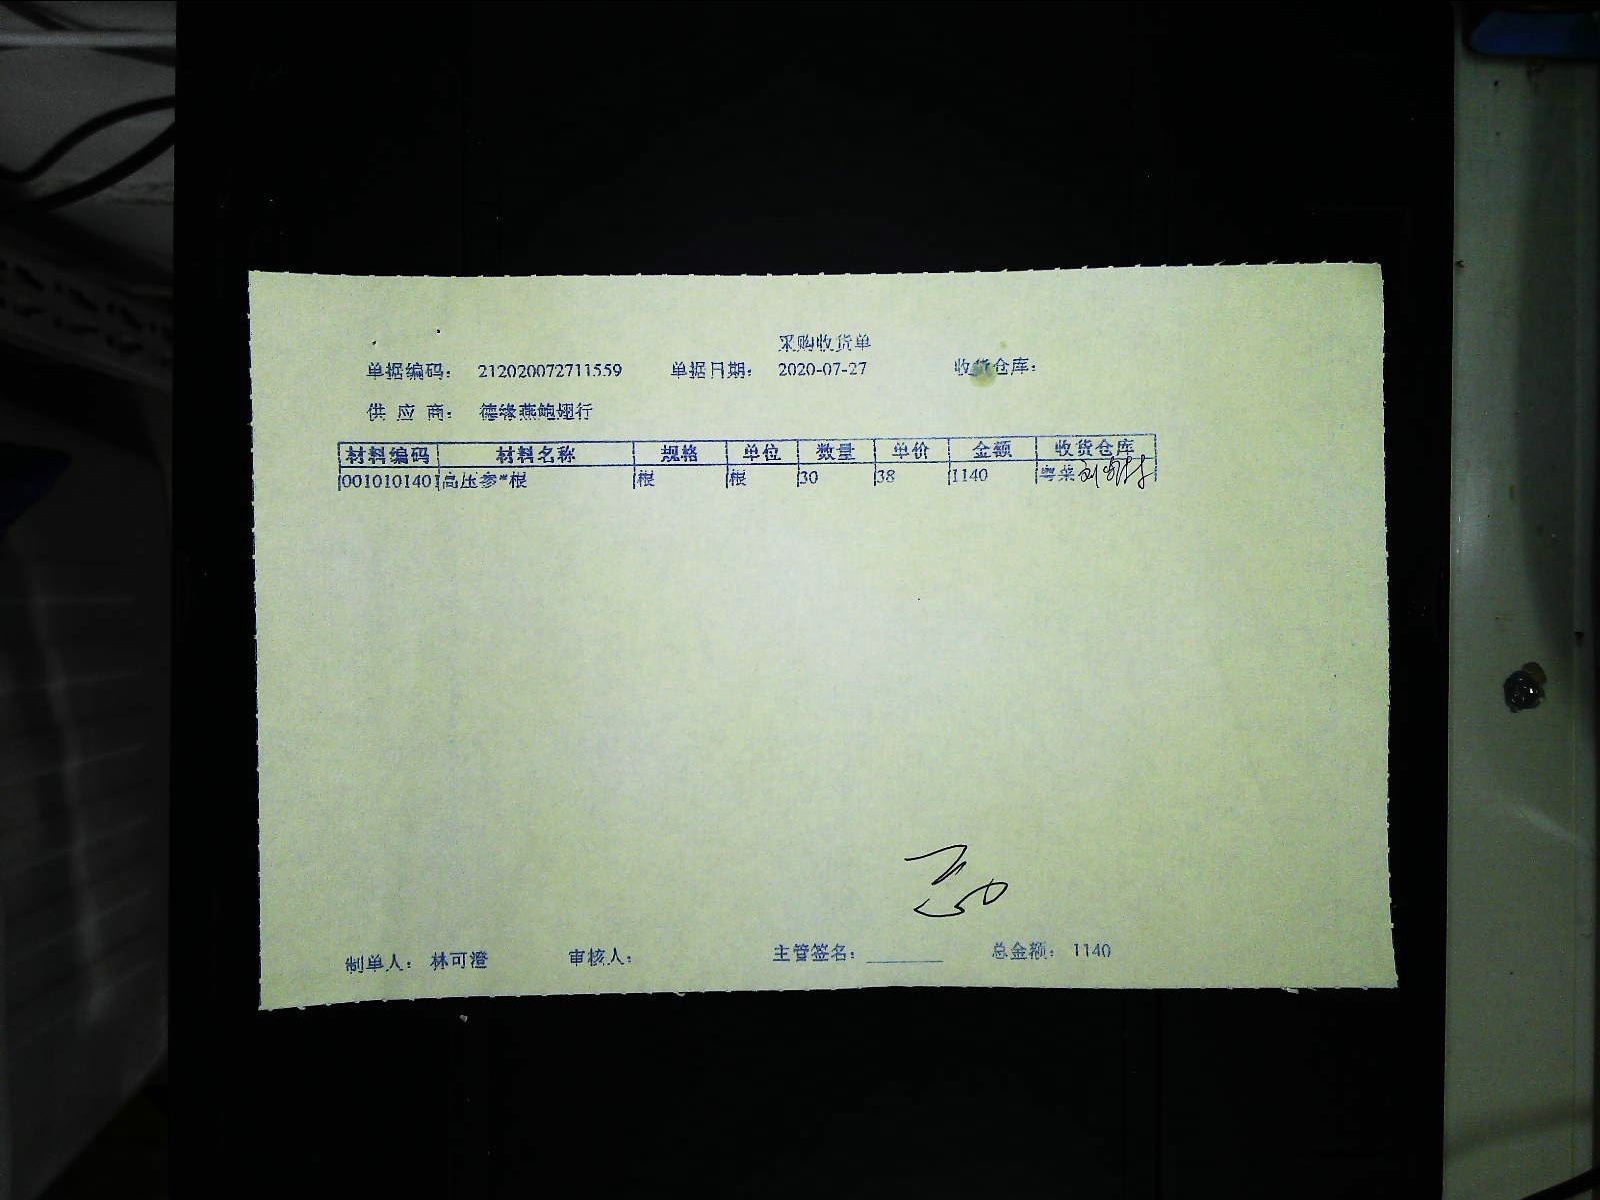 采购收货单
单据编码： 212020072711559 单据日期： 2020-07-27 收货仓库：
供 应 商： 德缘燕鲍翅行
材料编码 材料名称 规格 单位 数量 单价 金额 收货仓库
001010140 高压参*根 根 根 30 38 1140 粤菜
制单人： 林可澄 审核人： 主管签名：________ 总金额： 1140